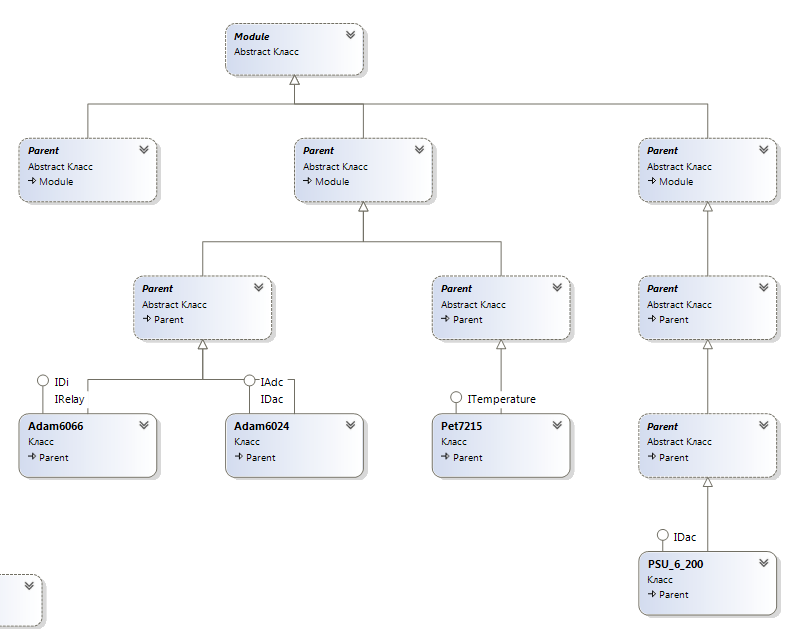 Module
Abstract Класс
Parent
Abstract Класс
Module
Parent
Abstract Класс
Module
Parent
Abstract Класс
Module
Parent
Abstract Класс
Parent
Parent
Abstract Класс
Parent
Parent
Abstract Класс
Parent
IDi
IRelay
Adam6066
Класс
Parent
IAdc
IDac
Adam6024
Класс
Parent
ITemperature
Pet7215
Класс
Parent
Parent
Abstract Класс
Parent
IDac
PSU_6_200
Класс
Parent